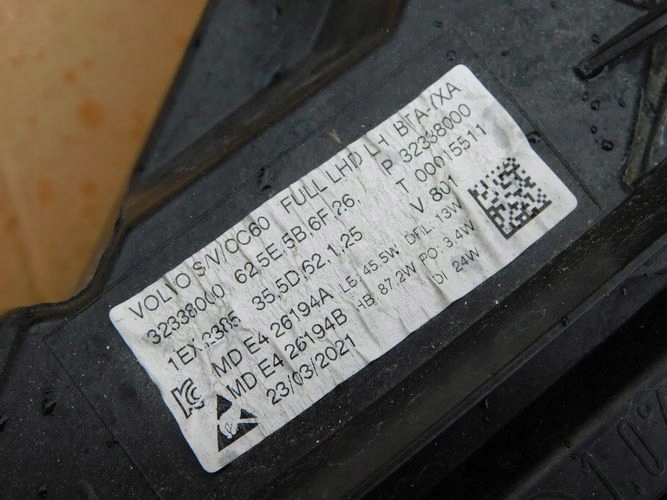 VOLVO S/V/CC60 FULL LHD LH BTA-/XA
32338000 62,5E,5B,6F,26, P 32338000
1EX 35,5D,62,1,25 T 00015511
MD E4 26194A LB: 45.5W DRL: 13W V 801
MD E4 26194B HB: 87.2W PO: 3.4W
23/03/2021 DI 24W
10